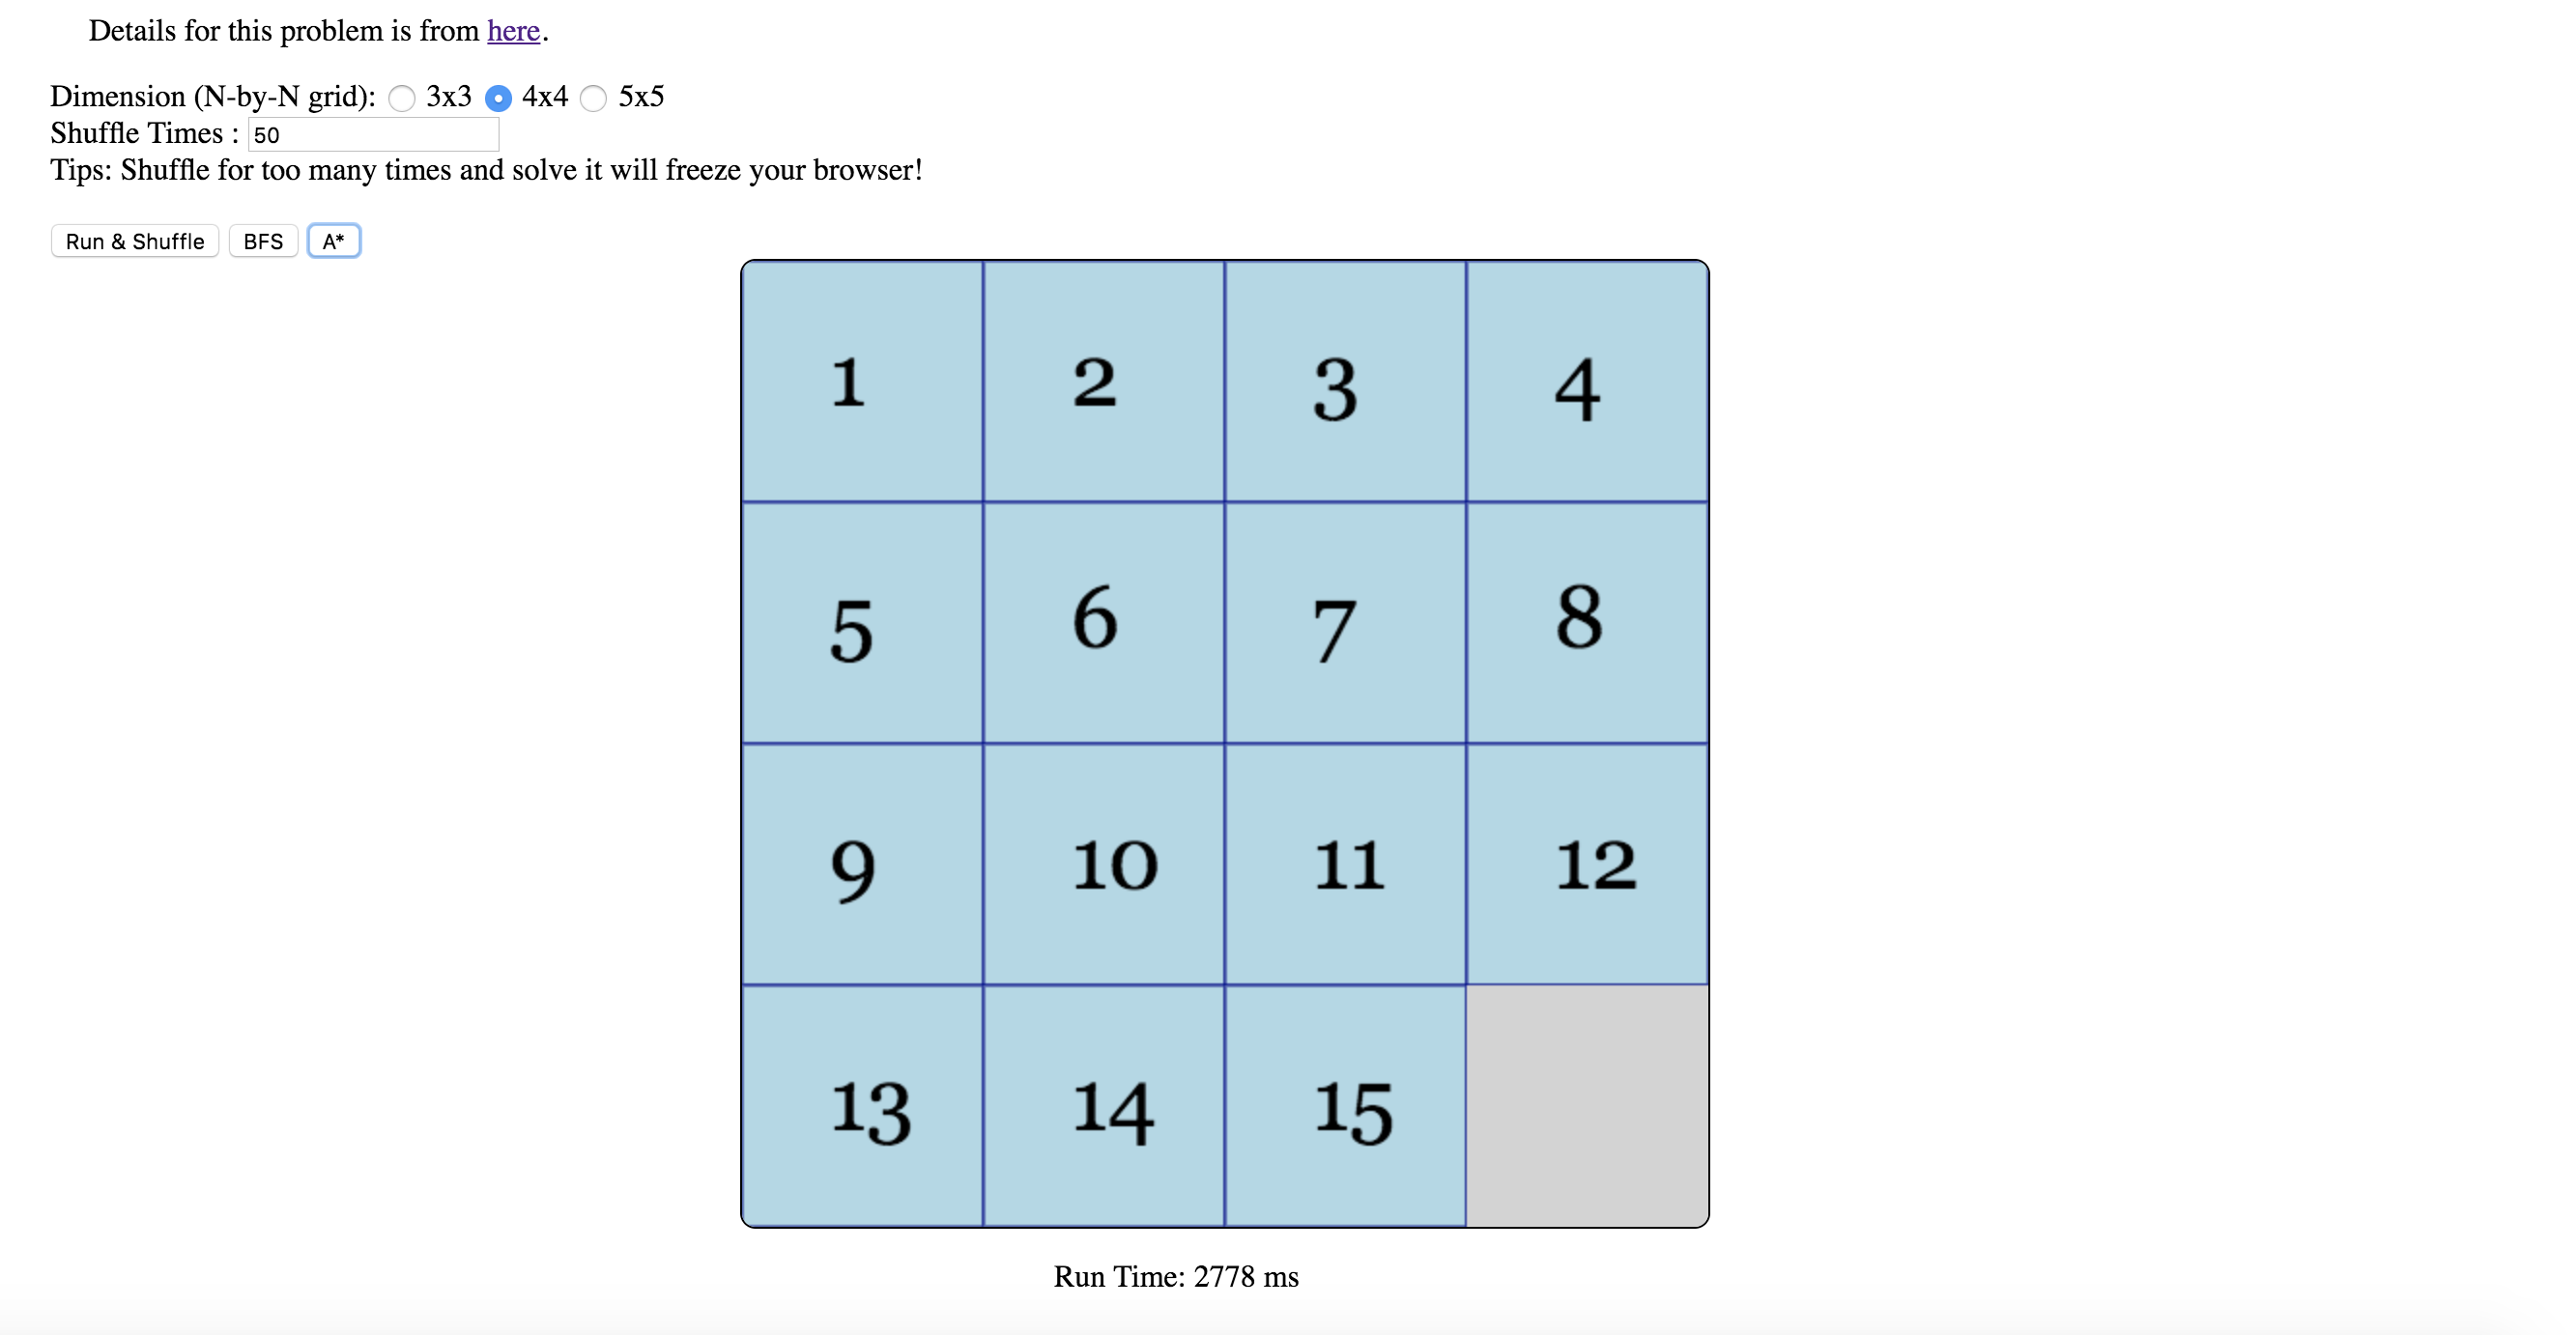 Details for this problem is from here.
Dimension (N-by-N grid): 3x3 4x4 5x5
Shuffle Times : 50
Tips: Shuffle for too many times and solve it will freeze your browser!
Run & Shuffle BFS A*
1 2 3 4
5 6 7 8
9 10 11 12
13 14 15
Run Time: 2778 ms